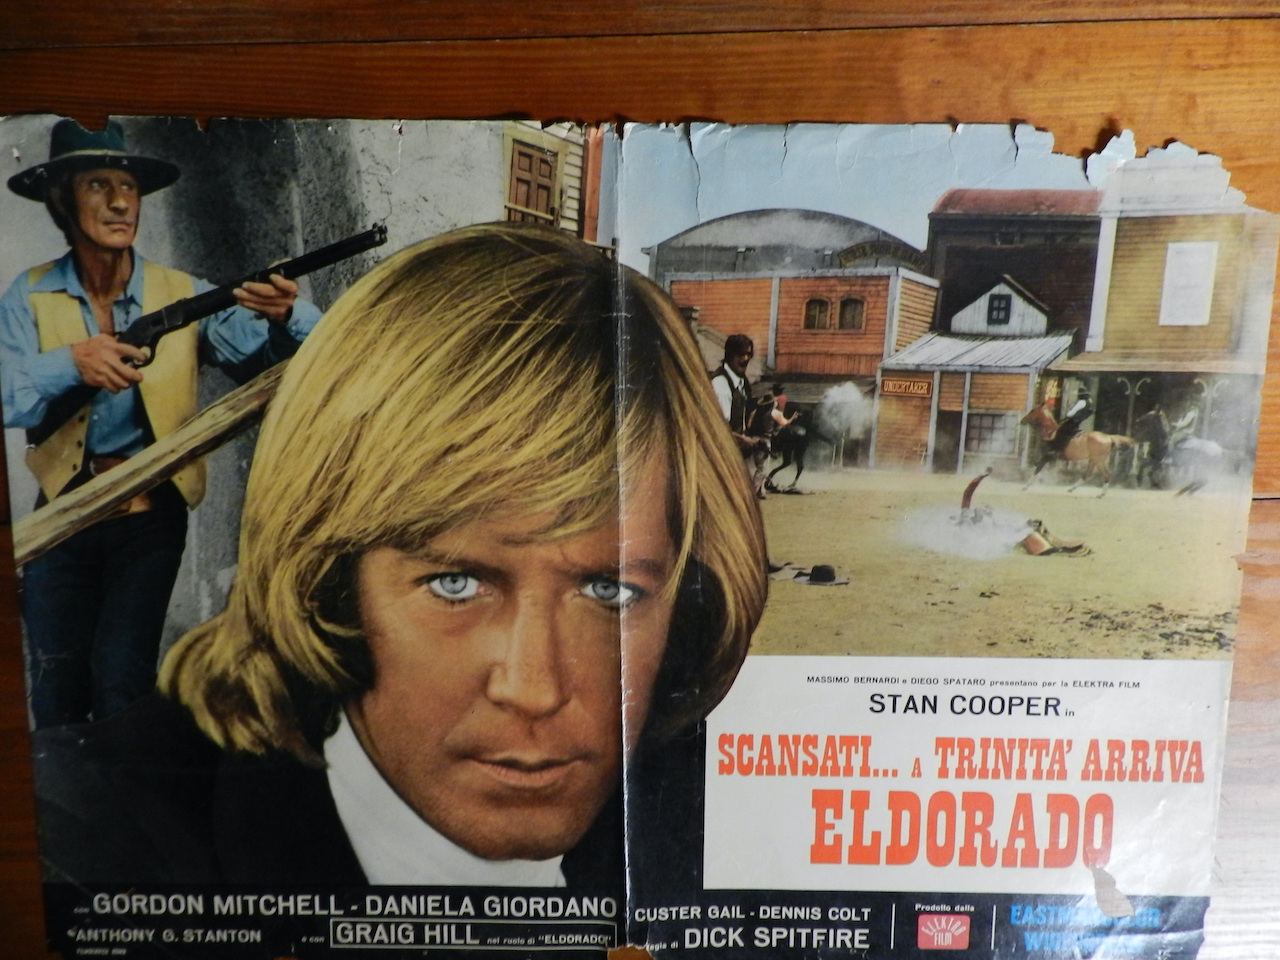 UNDERTAKER
MASSIMO BERNARDI e DIEGO SPATARO presentano per la ELEKTRA FILM
STAN COOPER in
SCANSATI... A TRINITA' ARRIVA
ELDORADO
con GORDON MITCHELL - DANIELA GIORDANO
CUSTER GAIL - DENNIS COLT
ANTHONY G. STANTON
e con GRAIG HILL nel ruolo di "ELDORADO"
regia di DICK SPITFIRE
Prodotto dalla
ELEKTRA
FILM